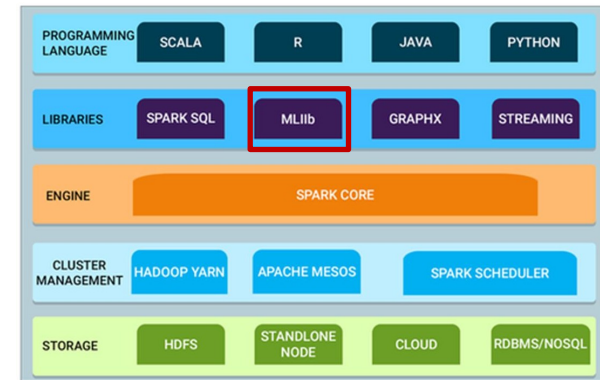 PROGRAMMING
LANGUAGE
SCALA
R
JAVA
PYTHON
LIBRARIES
SPARK SQL
MLIIb
GRAPHX
STREAMING
ENGINE
SPARK CORE
CLUSTER
MANAGEMENT
HADOOP YARN
APACHE MESOS
SPARK SCHEDULER
STORAGE
HDFS
STANDLONE
NODE
CLOUD
RDBMS/NOSQL